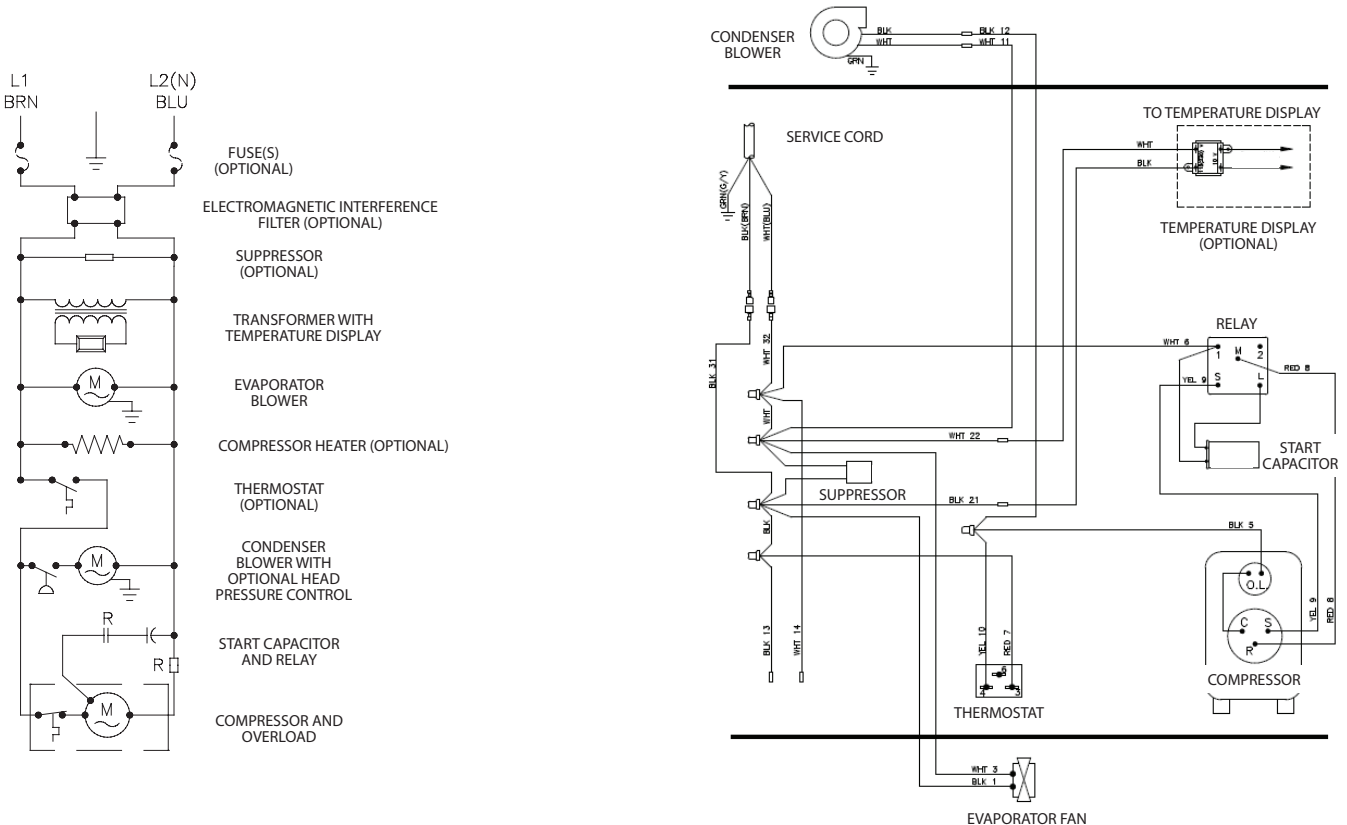 L1
BRN
L2(N)
BLU
FUSE(S)
(OPTIONAL)
ELECTROMAGNETIC INTERFERENCE
FILTER (OPTIONAL)
SUPPRESSOR
(OPTIONAL)
TRANSFORMER WITH
TEMPERATURE DISPLAY
M
EVAPORATOR
BLOWER
COMPRESSOR HEATER (OPTIONAL)
THERMOSTAT
(OPTIONAL)
M
CONDENSER
BLOWER WITH
OPTIONAL HEAD
PRESSURE CONTROL
R
R
START CAPACITOR
AND RELAY
M
COMPRESSOR AND
OVERLOAD
CONDENSER
BLOWER
BLK
WHT
GRN
BLK 12
WHT 11
SERVICE CORD
GRN(G/Y)
BLK(BRN)
WHT(BLU)
TO TEMPERATURE DISPLAY
WHT
BLK
10 V
TEMPERATURE DISPLAY
(OPTIONAL)
BLK 31
WHT 32
WHT
BLK
RELAY
WHT 6
1
M
2
RED 8
YEL 9
S
L
WHT 22
START
CAPACITOR
SUPPRESSOR
BLK 21
BLK 5
O.L.
C
S
R
YEL 9
RED 8
COMPRESSOR
BLK 13
WHT 14
YEL 10
RED 7
6
4
3
THERMOSTAT
WHT 3
BLK 1
EVAPORATOR FAN